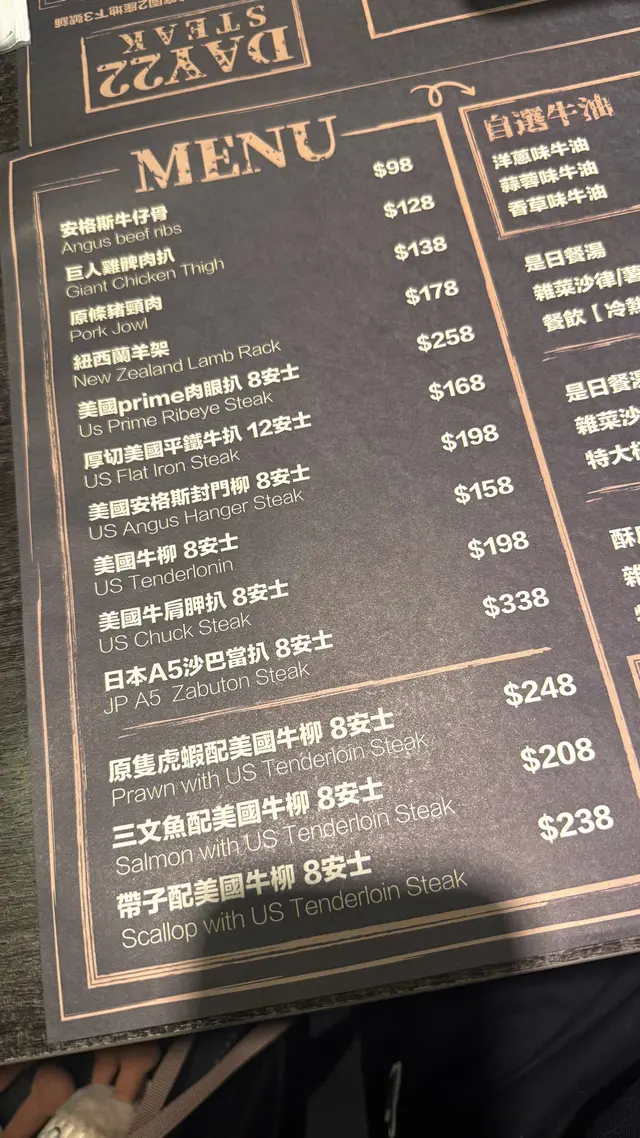 DAY22
STEAK
MENU
安格斯牛仔骨 $98
Angus beef ribs
巨人雞髀肉扒 $128
Giant Chicken Thigh
原條豬頸肉 $138
Pork Jowl
紐西蘭羊架 $178
New Zealand Lamb Rack
美國prime肉眼扒 8安士 $258
Us Prime Ribeye Steak
厚切美國平鐵牛扒 12安士 $168
US Flat Iron Steak
美國安格斯封門柳 8安士 $198
US Angus Hanger Steak
美國牛柳 8安士 $158
US Tenderlonin
美國牛肩胛扒 8安士 $198
US Chuck Steak
日本A5沙巴當扒 8安士 $338
JP A5 Zabuton Steak
原隻虎蝦配美國牛柳 8安士 $248
Prawn with US Tenderloin Steak
三文魚配美國牛柳 8安士 $208
Salmon with US Tenderloin Steak
帶子配美國牛柳 8安士 $238
Scallop with US Tenderloin Steak
自選牛油
洋蔥味牛油
蒜蓉味牛油
香草味牛油
是日餐湯
雜菜沙律/薯
餐飲【冷熱
是日餐湯
雜菜沙
特大